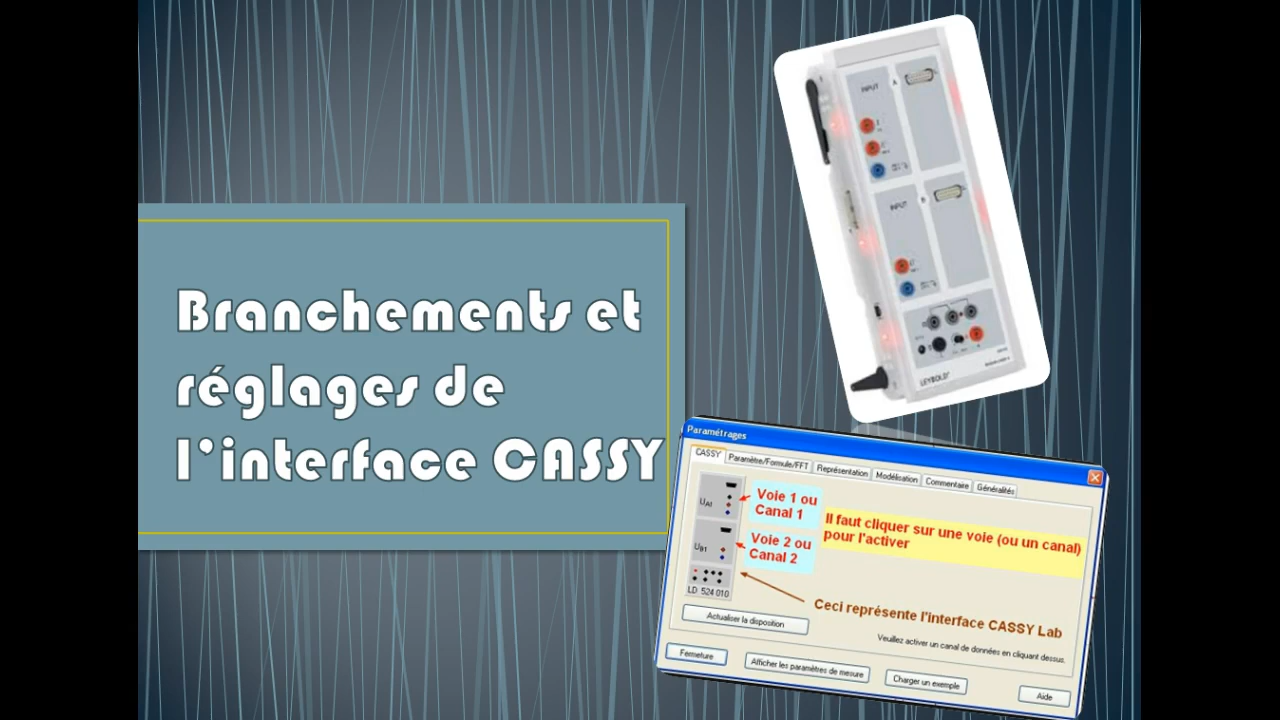 Branchements et
réglages de
l'interface CASSY
INPUT
A
INPUT
B
LEYBOLD
Paramétrages
CASSY
Paramètre/Formule/FFT
Représentation
Modélisation
Commentaire
Généralités
UA1
Voie 1 ou
Canal 1
Il faut cliquer sur une voie (ou un canal)
pour l'activer
UB1
Voie 2 ou
Canal 2
LD 524 010
Ceci représente l'interface CASSY Lab
Actualiser la disposition
Veuillez activer un canal de données en cliquant dessus.
Fermeture
Afficher les paramètres de mesure
Charger un exemple
Aide